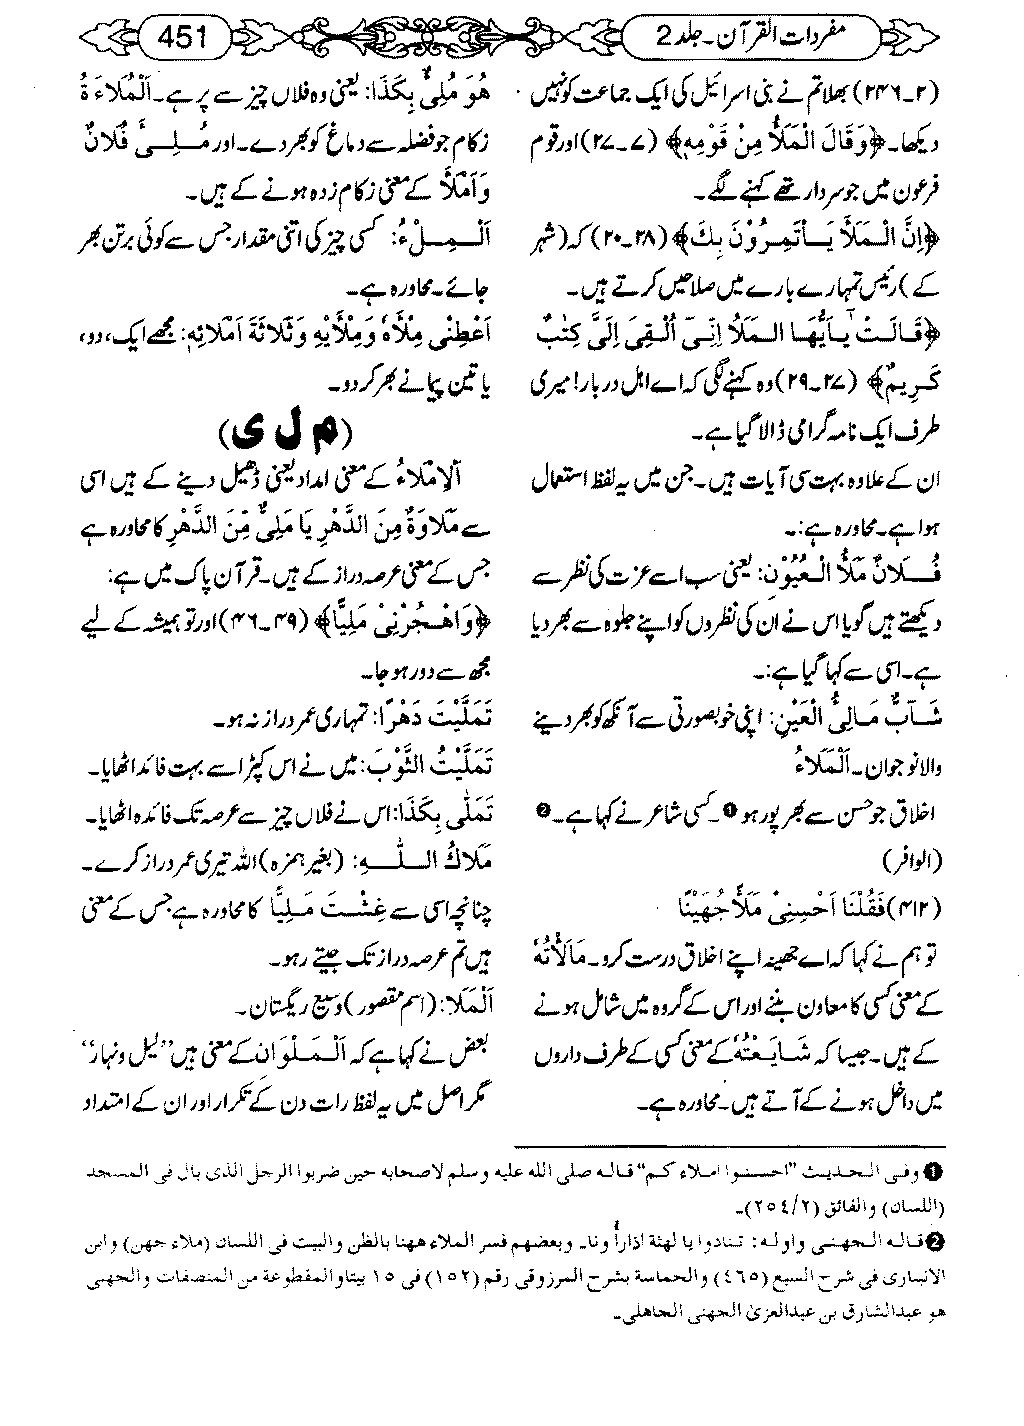 مفردات القرآن۔جلد 2
451
(۲۔۲۴۶) بھلا تم نے بنی اسرائیل کی ایک جماعت کو نہیں
دیکھا۔ ﴿وَقَالَ الْمَلَأُ مِنْ قَوْمِهٖ﴾ (۷۔۲۷) اور قوم
فرعون میں جو سردار تھے کہنے لگے۔
﴿اِنَّ الْمَلَأَ يَأْتَمِرُوْنَ بِكَ﴾ (۲۸۔۲۰) کہ (شہر
کے) رئیس تمہارے بارے میں صلاحیں کرتے ہیں۔
﴿قَالَتْ يٰۤاَيُّهَا الْمَلَأُ اِنِّيْۤ اُلْقِيَ اِلَيَّ كِتٰبٌ
كَرِيْمٌ﴾ (۲۷۔۲۹) وہ کہنے لگی کہ اے اہل دربار! میری
طرف ایک نامہ گرامی ڈالا گیا ہے۔
ان کے علاوہ بہت سی آیات ہیں۔ جن میں یہ لفظ استعمال
ہوا ہے۔ محاورہ ہے:۔
فُلَانٌ مَلَأُ الْعُيُوْنِ: یعنی سب اسے عزت کی نظر سے
دیکھتے ہیں گویا اس نے ان کی نظروں کو اپنے جلوہ سے بھر دیا
ہے۔ اسی سے کہا گیا ہے:۔
شَابٌّ مَالِئُ الْعَيْنِ: اپنی خوبصورتی سے آنکھ کو بھر دینے
والا نوجوان۔ اَلْمَلَاءُ
اخلاق جو حسن سے بھر پور ہو ❶۔ کسی شاعر نے کہا ہے۔ ❷
(الوافر)
(۴۱۲) فَقُلْنَا اَحْسِنِيْ مَلَأً جُهَيْنًا
تو ہم نے کہا کہ اے جھینہ اپنے اخلاق درست کرو۔ مَالَأْتُهٗ
کے معنی کسی کا معاون بننے اور اس کے گروہ میں شامل ہونے
کے ہیں۔ جیسا کہ شَايَعْتُهٗ کے معنی کسی کے طرف داروں
میں داخل ہونے کے آتے ہیں۔ محاورہ ہے۔
هُوَ مُلِئٌ بِكَذَا: یعنی وہ فلاں چیز سے پر ہے۔ اَلْمُلَاءَةُ
زکام جو فضلہ سے دماغ کو بھر دے۔ اور مُلِئَ فُلَانٌ
وَاَمْلَأَ کے معنی زکام زدہ ہونے کے ہیں۔
اَلْمِلْءُ: کسی چیز کی اتنی مقدار جس سے کوئی برتن بھر
جائے۔ محاورہ ہے۔
اَعْطِنِيْ مِلْأَهٗ وَمِلْأَيْهِ وَثَلَاثَةَ اَمْلَائِهٖ: مجھے ایک، دو،
یا تین پیمانے بھر کر دو۔
(م ل ی)
اَلْاِمْلَاءُ کے معنی امداد یعنی ڈھیل دینے کے ہیں اسی
سے مَلَاوَةٌ مِنَ الدَّهْرِ يَا مَلِيٌّ مِّنَ الدَّهْرِ کا محاورہ ہے
جس کے معنی عرصہ دراز کے ہیں۔ قرآن پاک میں ہے:
﴿وَاهْجُرْنِيْ مَلِيًّا﴾ (۱۹۔۴۶) اور تو ہمیشہ کے لیے
مجھ سے دور ہو جا۔
تَمَلَّيْتَ دَهْرًا: تمہاری عمر دراز نہ ہو۔
تَمَلَّيْتُ الثَّوْبَ: میں نے اس کپڑا سے بہت فائدا ٹھایا۔
تَمَلّٰى بِكَذَا: اس نے فلاں چیز سے عرصہ تک فائدہ اٹھایا۔
مَلَاكَ اللّٰهُ: (بغیر ہمزہ) اللہ تیری عمر دراز کرے۔
چنانچہ اسی سے عِشْتَ مَلِيًّا کا محاورہ ہے جس کے معنی
ہیں تم عرصہ دراز تک جیتے رہو۔
اَلْمَلَا: (اسم مقصور) وسیع ریگستان۔
بعض نے کہا ہے کہ اَلْمَلَوَانِ کے معنی ہیں ”لیل ونہار“
مگر اصل میں یہ لفظ رات دن کے تکرار اور ان کے امتداد
❶ وفی الحدیث "احسنوا املاء کم" قاله صلی الله علیه وسلم لاصحابه حین ضربوا الرجل الذی بال فی المسجد
(اللسان) والفائق (٢/٢٥٤)۔
❷ قاله الجهنی واوله: تنادوا یا لهثة اذارأ ونا۔ وبعضهم فسر الملاء ههنا بالظن والبیت فی اللسان (ملاء جهن) وابن
الانباری فی شرح السبع (٤٦٥) والحماسة بشرح المرزوقی رقم (١٥٢) فی ١٥ بیتاوالمقطوعة من المنصفات والجهنی
هو عبدالشارق بن عبدالعزیٰ الجهنی الجاهلی۔